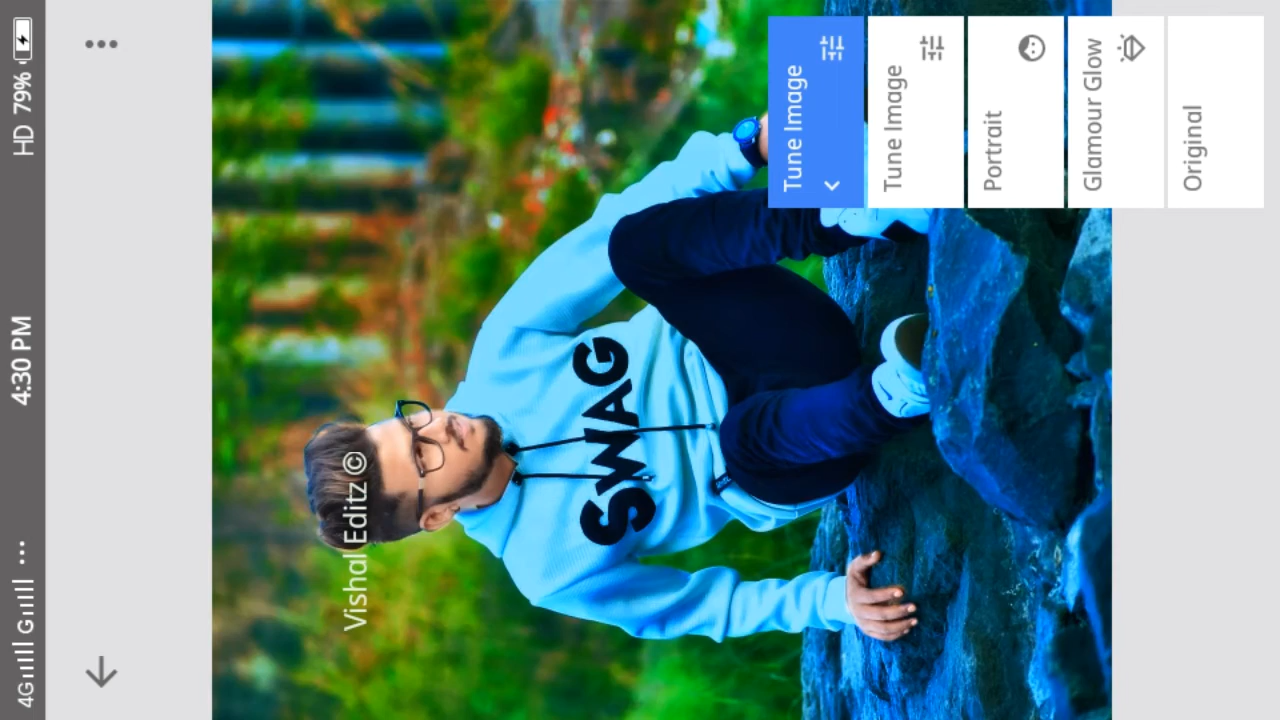 4G G ... 4:30 PM HD 79%
Vishal Editz ©
SWAG
Tune Image
Tune Image
Portrait
Glamour Glow
Original